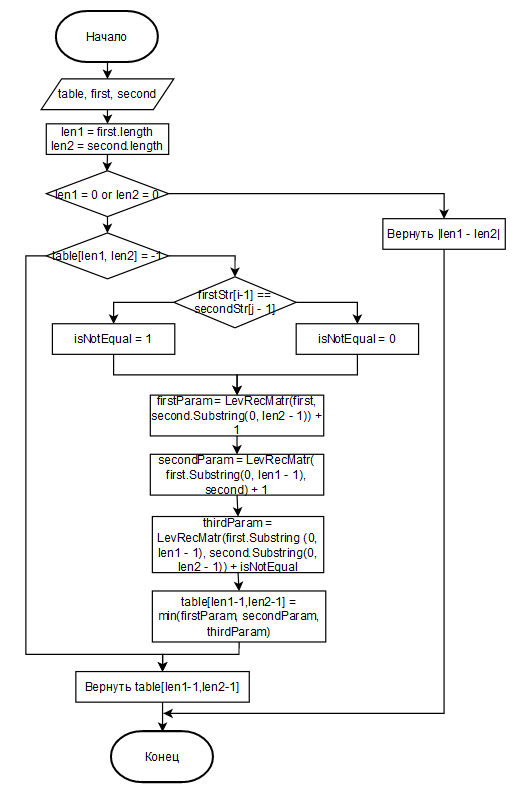 Начало
table, first, second
len1 = first.length
len2 = second.length
len1 = 0 or len2 = 0
Вернуть |len1 - len2|
table[len1, len2] = -1
firstStr[i-1] ==
secondStr[j - 1]
isNotEqual = 1
isNotEqual = 0
firstParam = LevRecMatr(first,
second.Substring(0, len2 - 1)) +
1
secondParam = LevRecMatr(
first.Substring(0, len1 - 1),
second) + 1
thirdParam =
LevRecMatr(first.Substring (0,
len1 - 1), second.Substring(0,
len2 - 1)) + isNotEqual
table[len1-1,len2-1] =
min(firstParam, secondParam,
thirdParam)
Вернуть table[len1-1,len2-1]
Конец